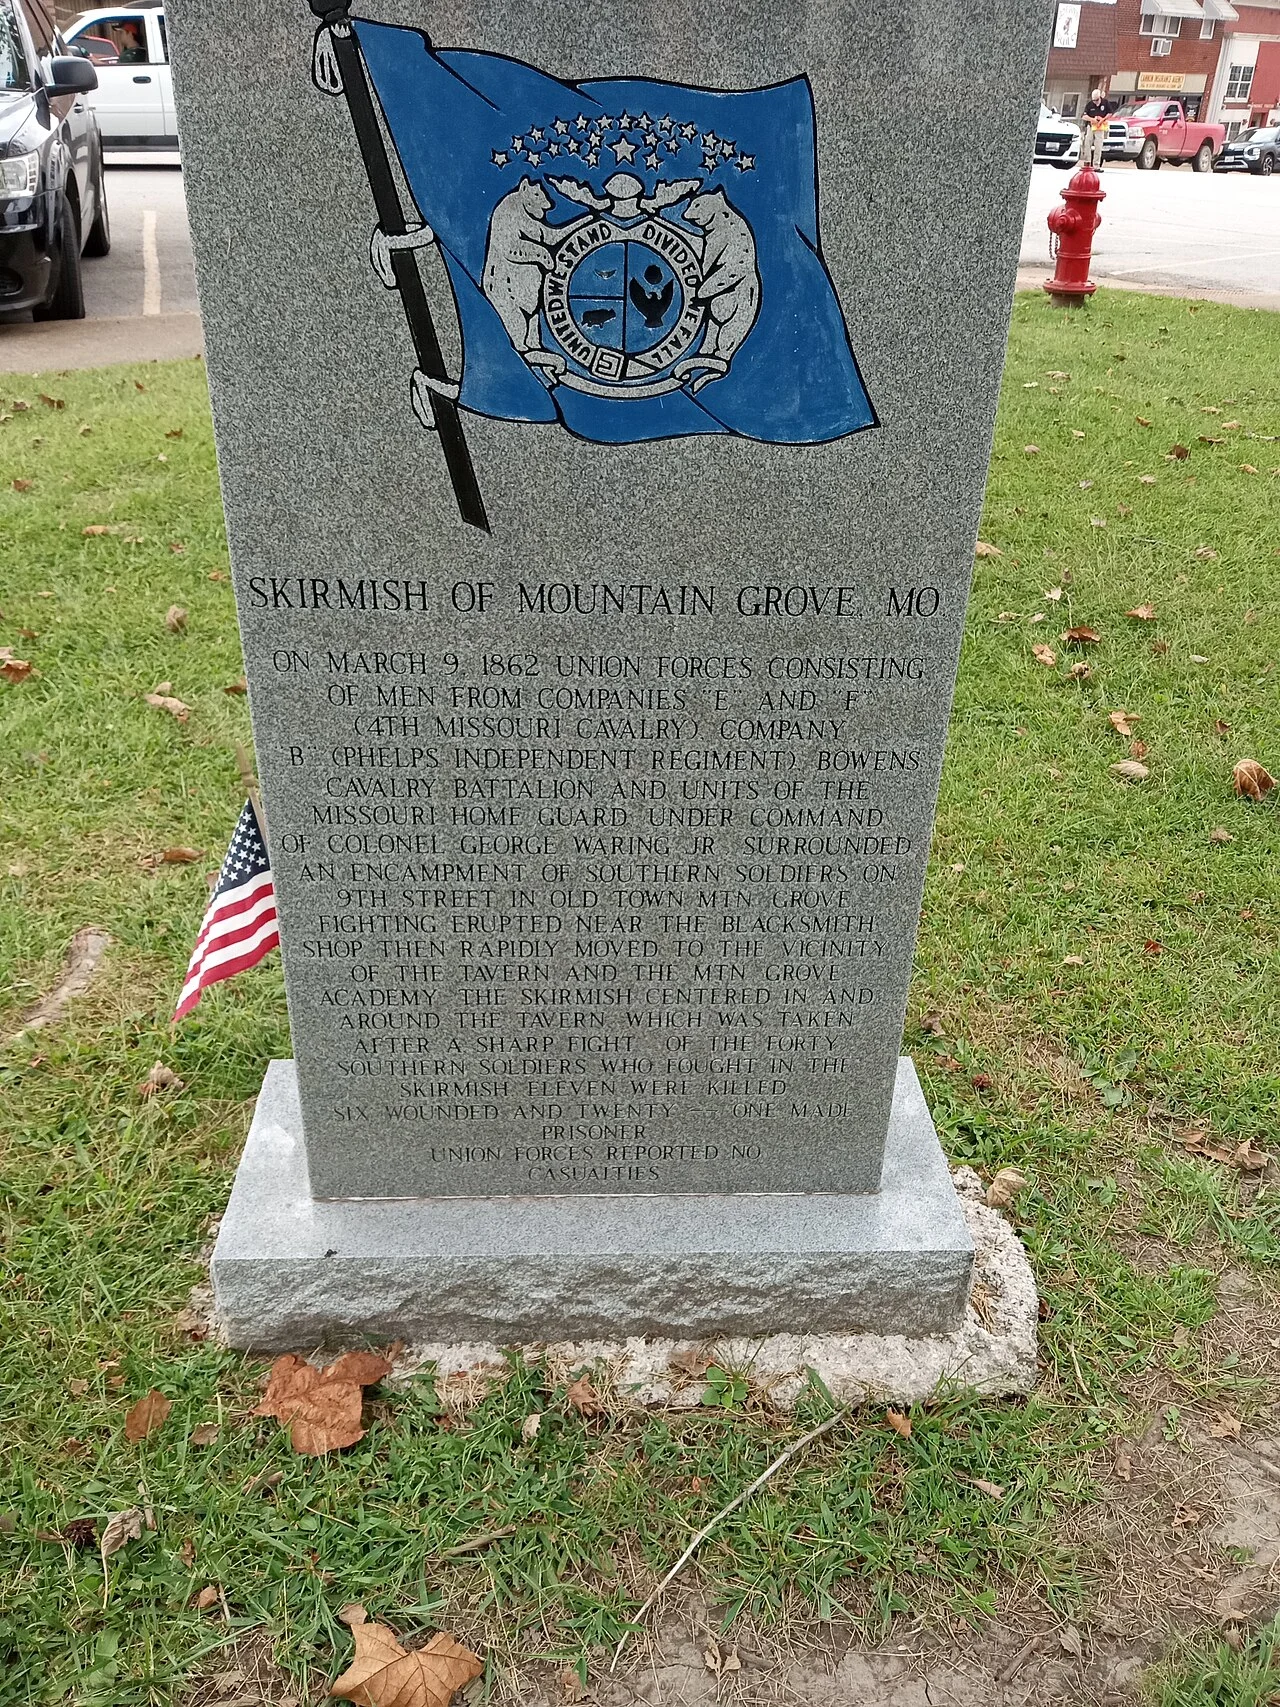 UNITED WE STAND DIVIDED WE FALL
SKIRMISH OF MOUNTAIN GROVE, MO
ON MARCH 9, 1862 UNION FORCES CONSISTING
OF MEN FROM COMPANIES "E" AND "F"
(4TH MISSOURI CAVALRY), COMPANY
"B" (PHELPS INDEPENDENT REGIMENT), BOWENS
CAVALRY BATTALION AND UNITS OF THE
MISSOURI HOME GUARD UNDER COMMAND
OF COLONEL GEORGE WARING JR SURROUNDED
AN ENCAMPMENT OF SOUTHERN SOLDIERS ON
9TH STREET IN OLD TOWN MTN GROVE
FIGHTING ERUPTED NEAR THE BLACKSMITH
SHOP THEN RAPIDLY MOVED TO THE VICINITY
OF THE TAVERN AND THE MTN GROVE
ACADEMY THE SKIRMISH CENTERED IN AND
AROUND THE TAVERN WHICH WAS TAKEN
AFTER A SHARP FIGHT OF THE FORTY
SOUTHERN SOLDIERS WHO FOUGHT IN THE
SKIRMISH ELEVEN WERE KILLED
SIX WOUNDED AND TWENTY -- ONE MADE
PRISONER
UNION FORCES REPORTED NO
CASUALTIES